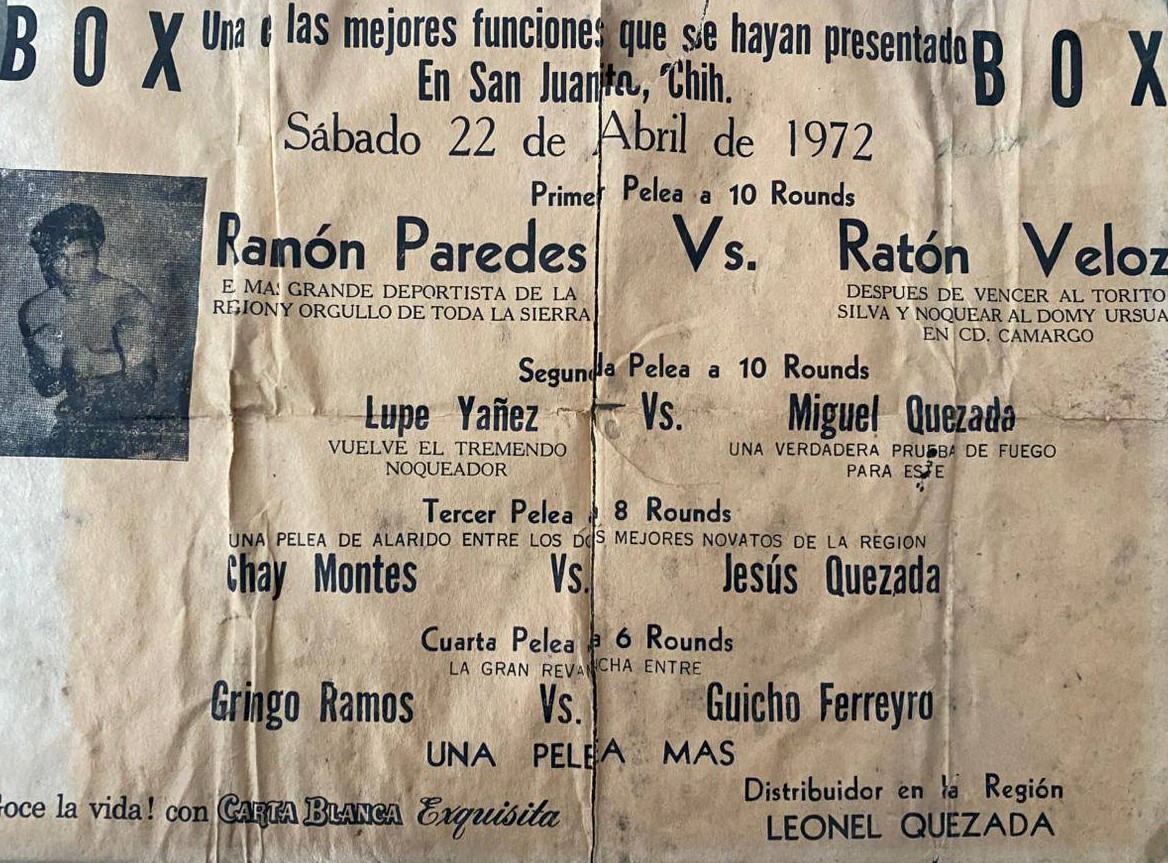 BOX Una de las mejores funciones que se hayan presentado BOX
En San Juanito, Chih.
Sábado 22 de Abril de 1972
Primer Pelea a 10 Rounds
Ramón Paredes Vs. Ratón Veloz
E MAS GRANDE DEPORTISTA DE LA
REGION Y ORGULLO DE TODA LA SIERRA
DESPUES DE VENCER AL TORITO
SILVA Y NOQUEAR AL DOMY URSUA
EN CD. CAMARGO
Segunda Pelea a 10 Rounds
Lupe Yañez Vs. Miguel Quezada
VUELVE EL TREMENDO
NOQUEADOR
UNA VERDADERA PRUEBA DE FUEGO
PARA ESTE
Tercer Pelea a 8 Rounds
UNA PELEA DE ALARIDO ENTRE LOS DOS MEJORES NOVATOS DE LA REGION
Chay Montes Vs. Jesús Quezada
Cuarta Pelea a 6 Rounds
LA GRAN REVANCHA ENTRE
Gringo Ramos Vs. Guicho Ferreyro
UNA PELEA MAS
Goce la vida! con CARTA BLANCA Exquisita
Distribuidor en la Región
LEONEL QUEZADA